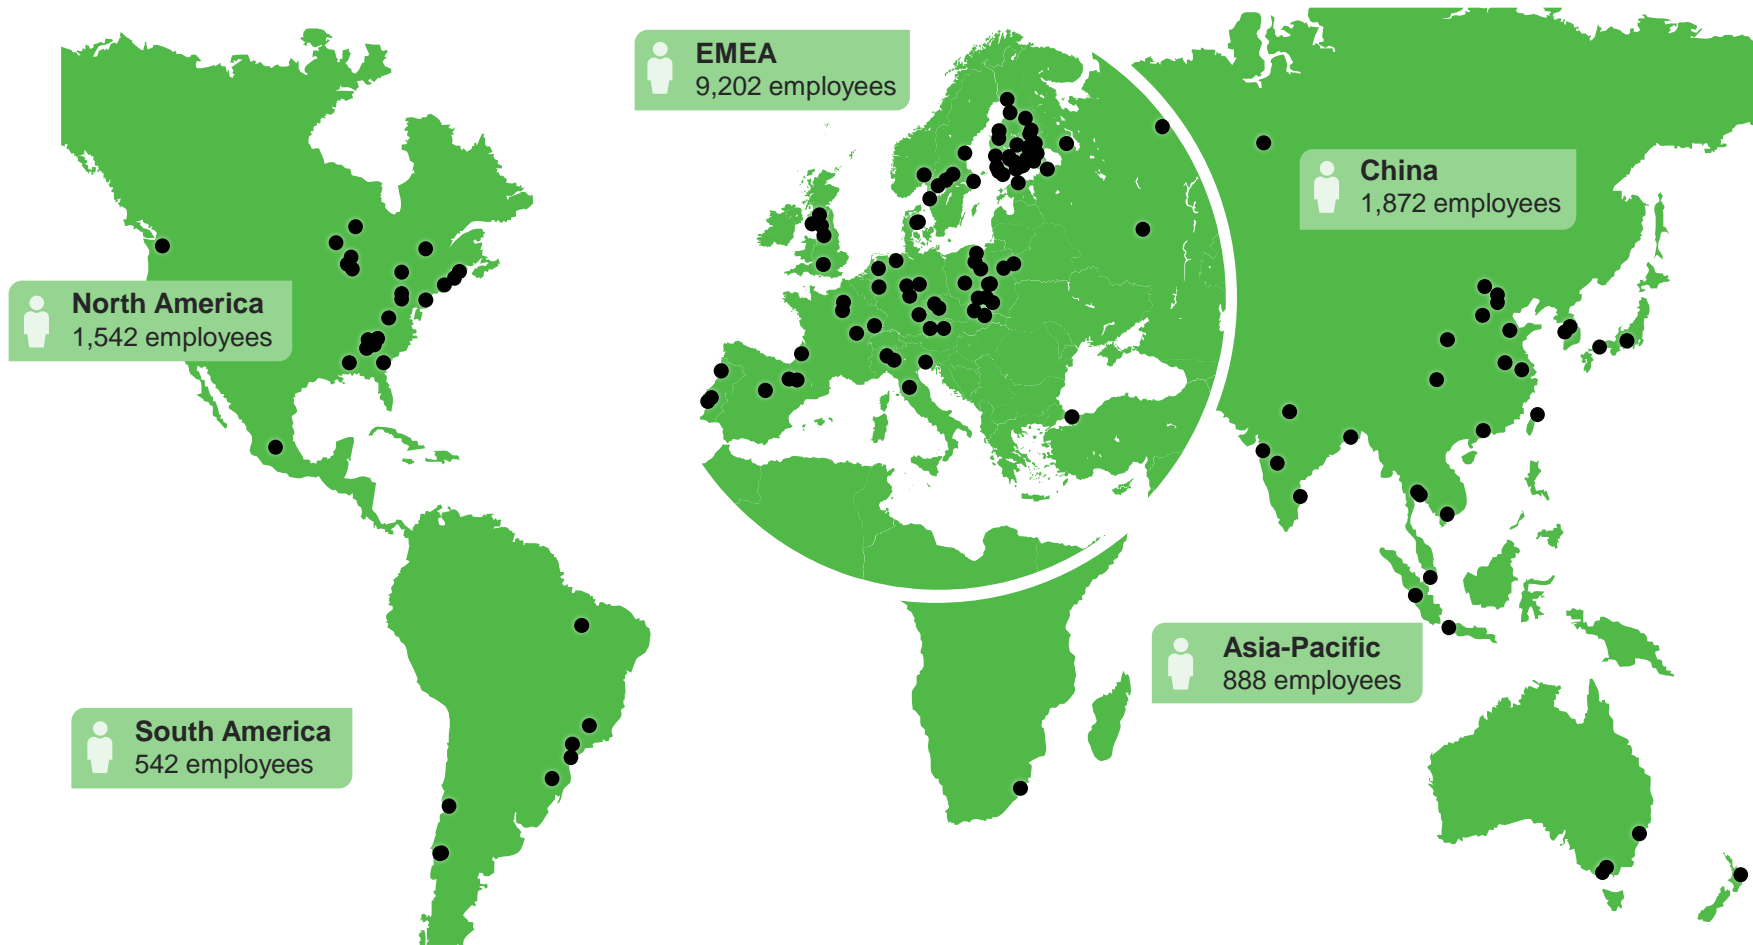 EMEA
9,202 employees
China
1,872 employees
North America
1,542 employees
Asia-Pacific
888 employees
South America
542 employees